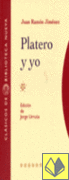 Juan Ramón Jiménez
Platero
y yo
Edición
de Jorge Urrutia
CLÁSICOS DE BIBLIOTECA NUEVA